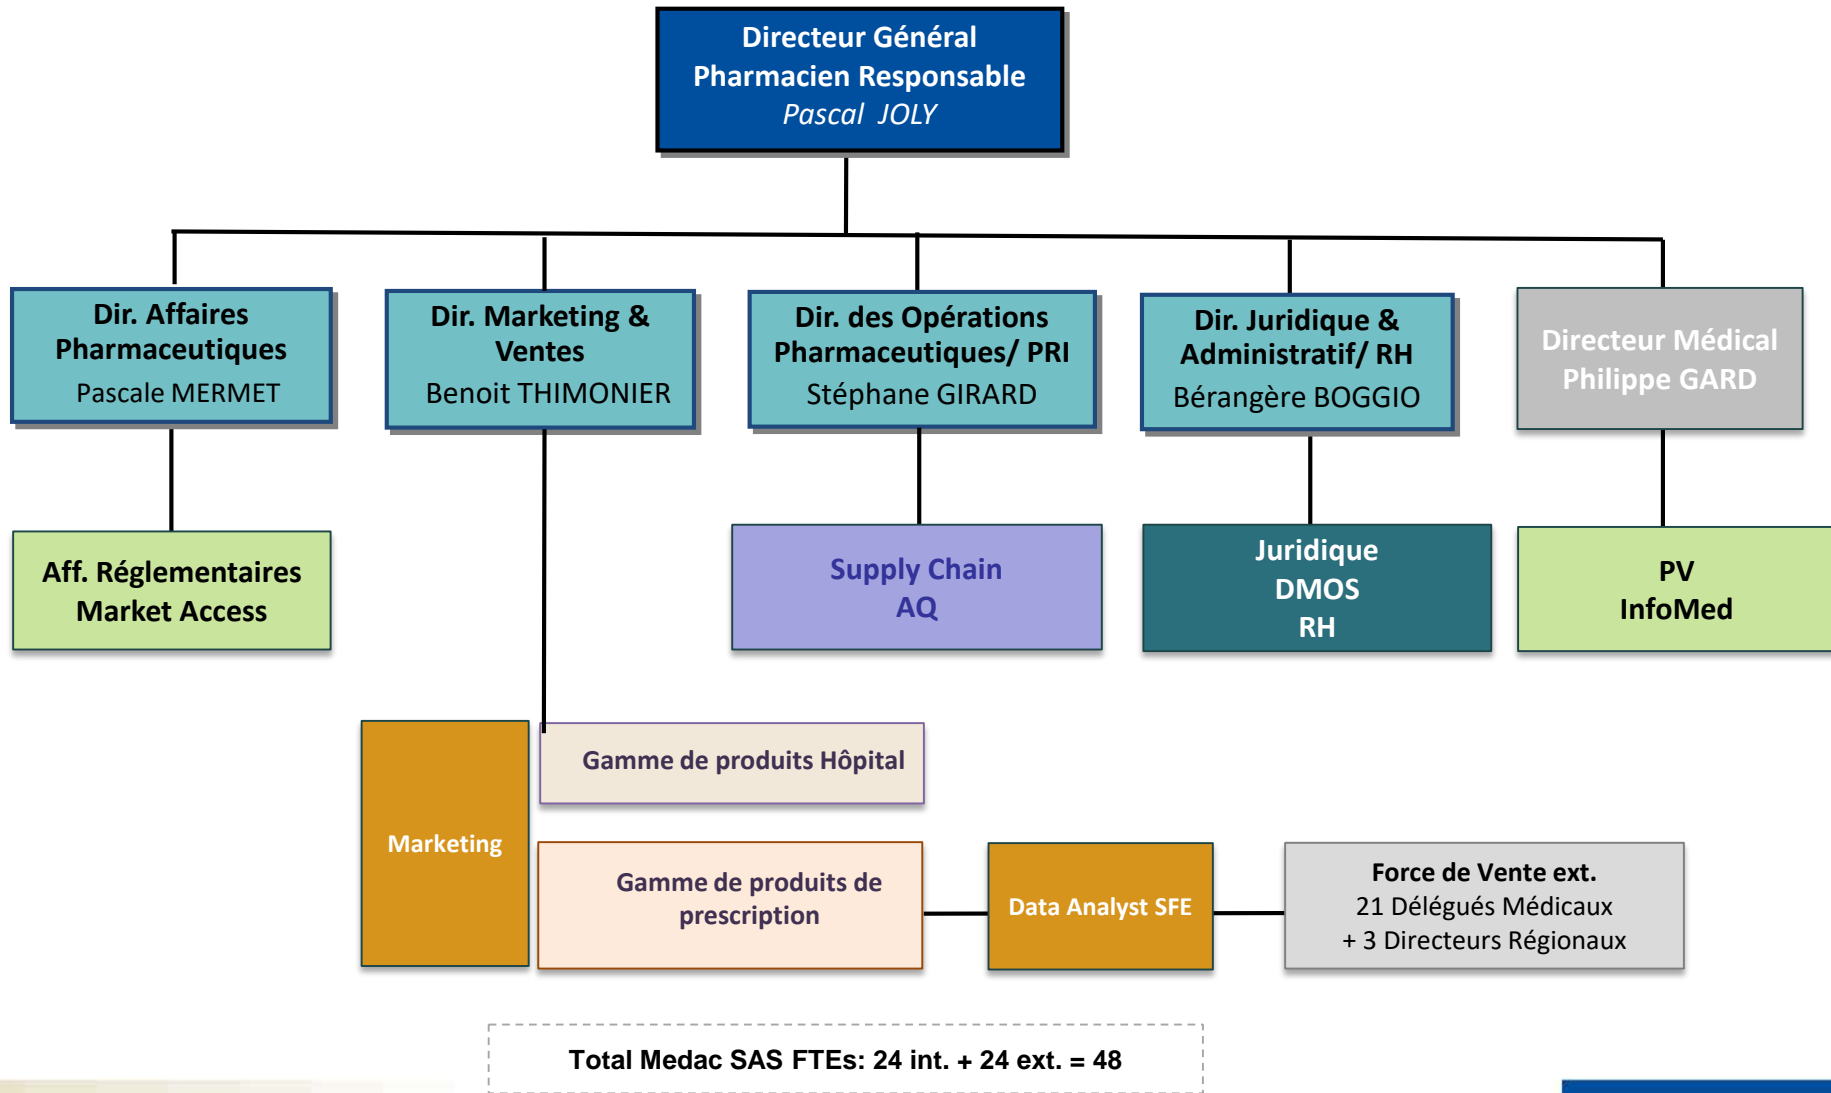 Directeur Général
Pharmacien Responsable
Pascal JOLY
Dir. Affaires
Pharmaceutiques
Pascale MERMET
Dir. Marketing &
Ventes
Benoit THIMONIER
Dir. des Opérations
Pharmaceutiques/ PRI
Stéphane GIRARD
Dir. Juridique &
Administratif/ RH
Bérangère BOGGIO
Directeur Médical
Philippe GARD
Aff. Réglementaires
Market Access
Supply Chain
AQ
Juridique
DMOS
RH
PV
InfoMed
Marketing
Gamme de produits Hôpital
Gamme de produits de
prescription
Data Analyst SFE
Force de Vente ext.
21 Délégués Médicaux
+ 3 Directeurs Régionaux
Total Medac SAS FTEs: 24 int. + 24 ext. = 48